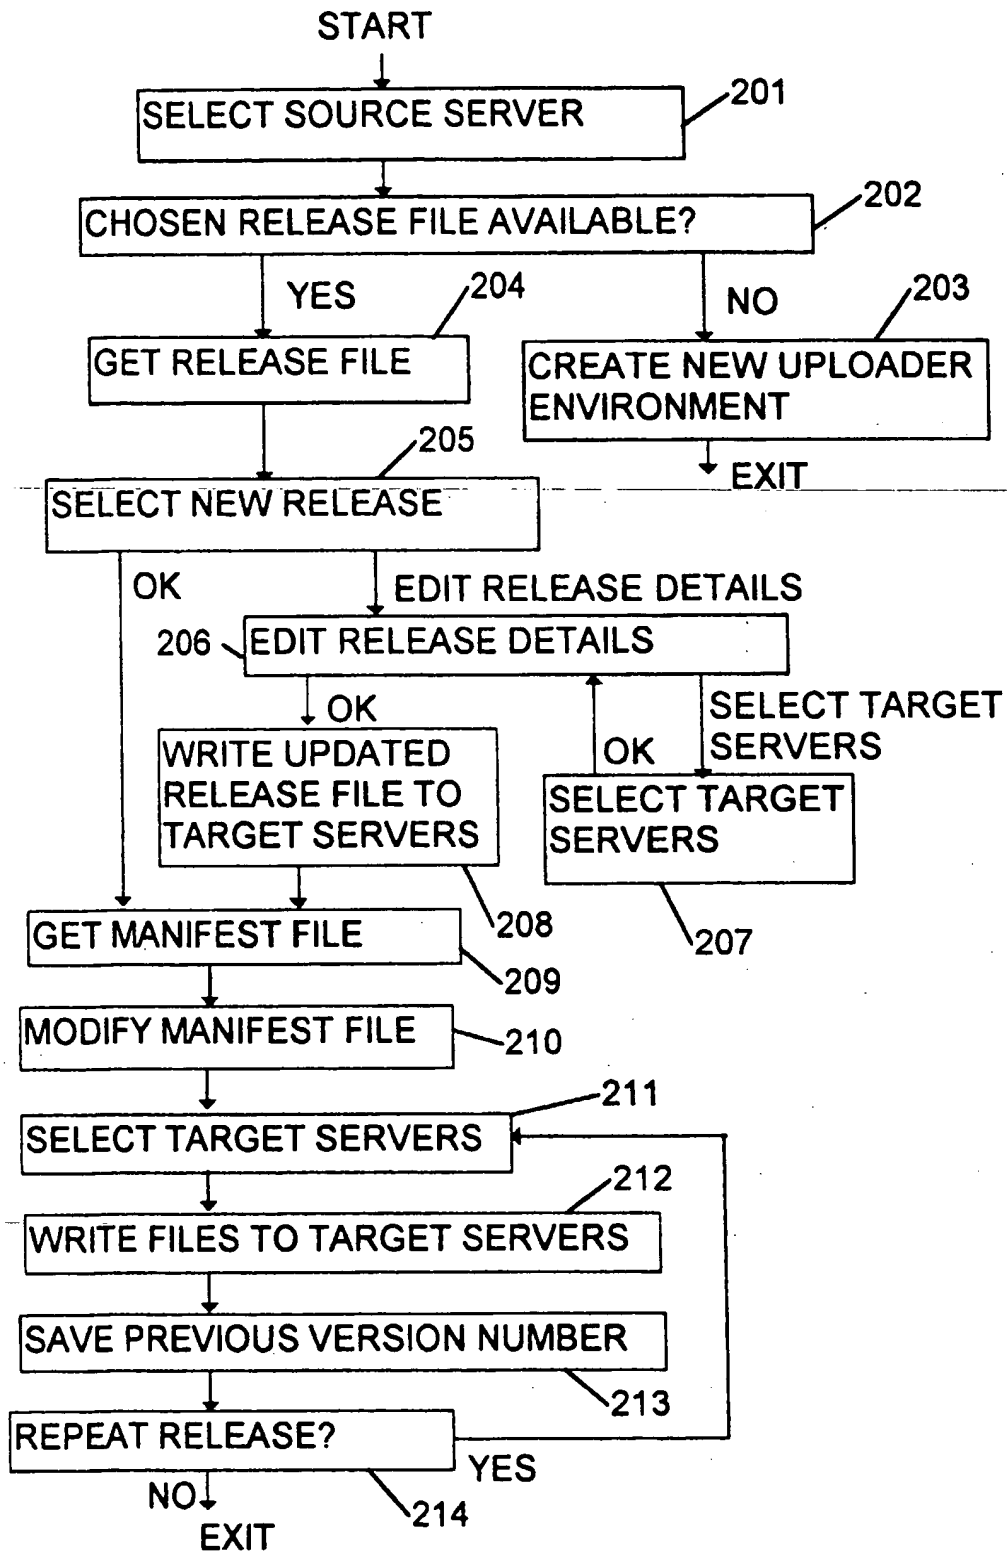 START
SELECT SOURCE SERVER
201
CHOSEN RELEASE FILE AVAILABLE?
202
YES
204
NO
203
GET RELEASE FILE
CREATE NEW UPLOADER
ENVIRONMENT
205
EXIT
SELECT NEW RELEASE
OK
EDIT RELEASE DETAILS
206
EDIT RELEASE DETAILS
OK
SELECT TARGET
SERVERS
OK
WRITE UPDATED
RELEASE FILE TO
TARGET SERVERS
SELECT TARGET
SERVERS
208
207
GET MANIFEST FILE
209
MODIFY MANIFEST FILE
210
211
SELECT TARGET SERVERS
212
WRITE FILES TO TARGET SERVERS
SAVE PREVIOUS VERSION NUMBER
213
REPEAT RELEASE?
YES
NO
214
EXIT